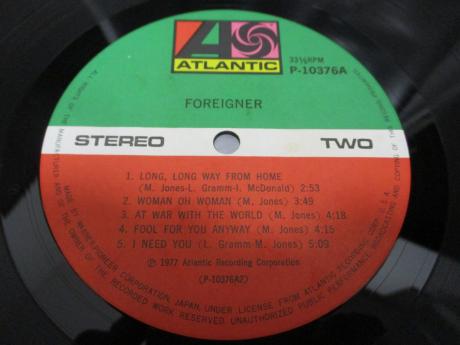 ATLANTIC
33⅓RPM
P-10376A
FOREIGNER
STEREO TWO
1. LONG, LONG WAY FROM HOME
(M. Jones-L. Gramm-I. McDonald) 2:53
2. WOMAN OH WOMAN (M. Jones) 3:49
3. AT WAR WITH THE WORLD (M. Jones) 4:18
4. FOOL FOR YOU ANYWAY (M. Jones) 4:15
5. I NEED YOU (L. Gramm-M. Jones) 5:09
℗ 1977 Atlantic Recording Corporation
(P-10376A2)
MADE BY WARNER-PIONEER CORPORATION, JAPAN, UNDER LICENSE FROM ATLANTIC RECORDING CORP., U.S.A.
ALL RIGHTS OF THE MANUFACTURER AND OF THE OWNER OF THE RECORDED WORK RESERVED. UNAUTHORIZED PUBLIC PERFORMANCE, BROADCASTING AND COPYING OF